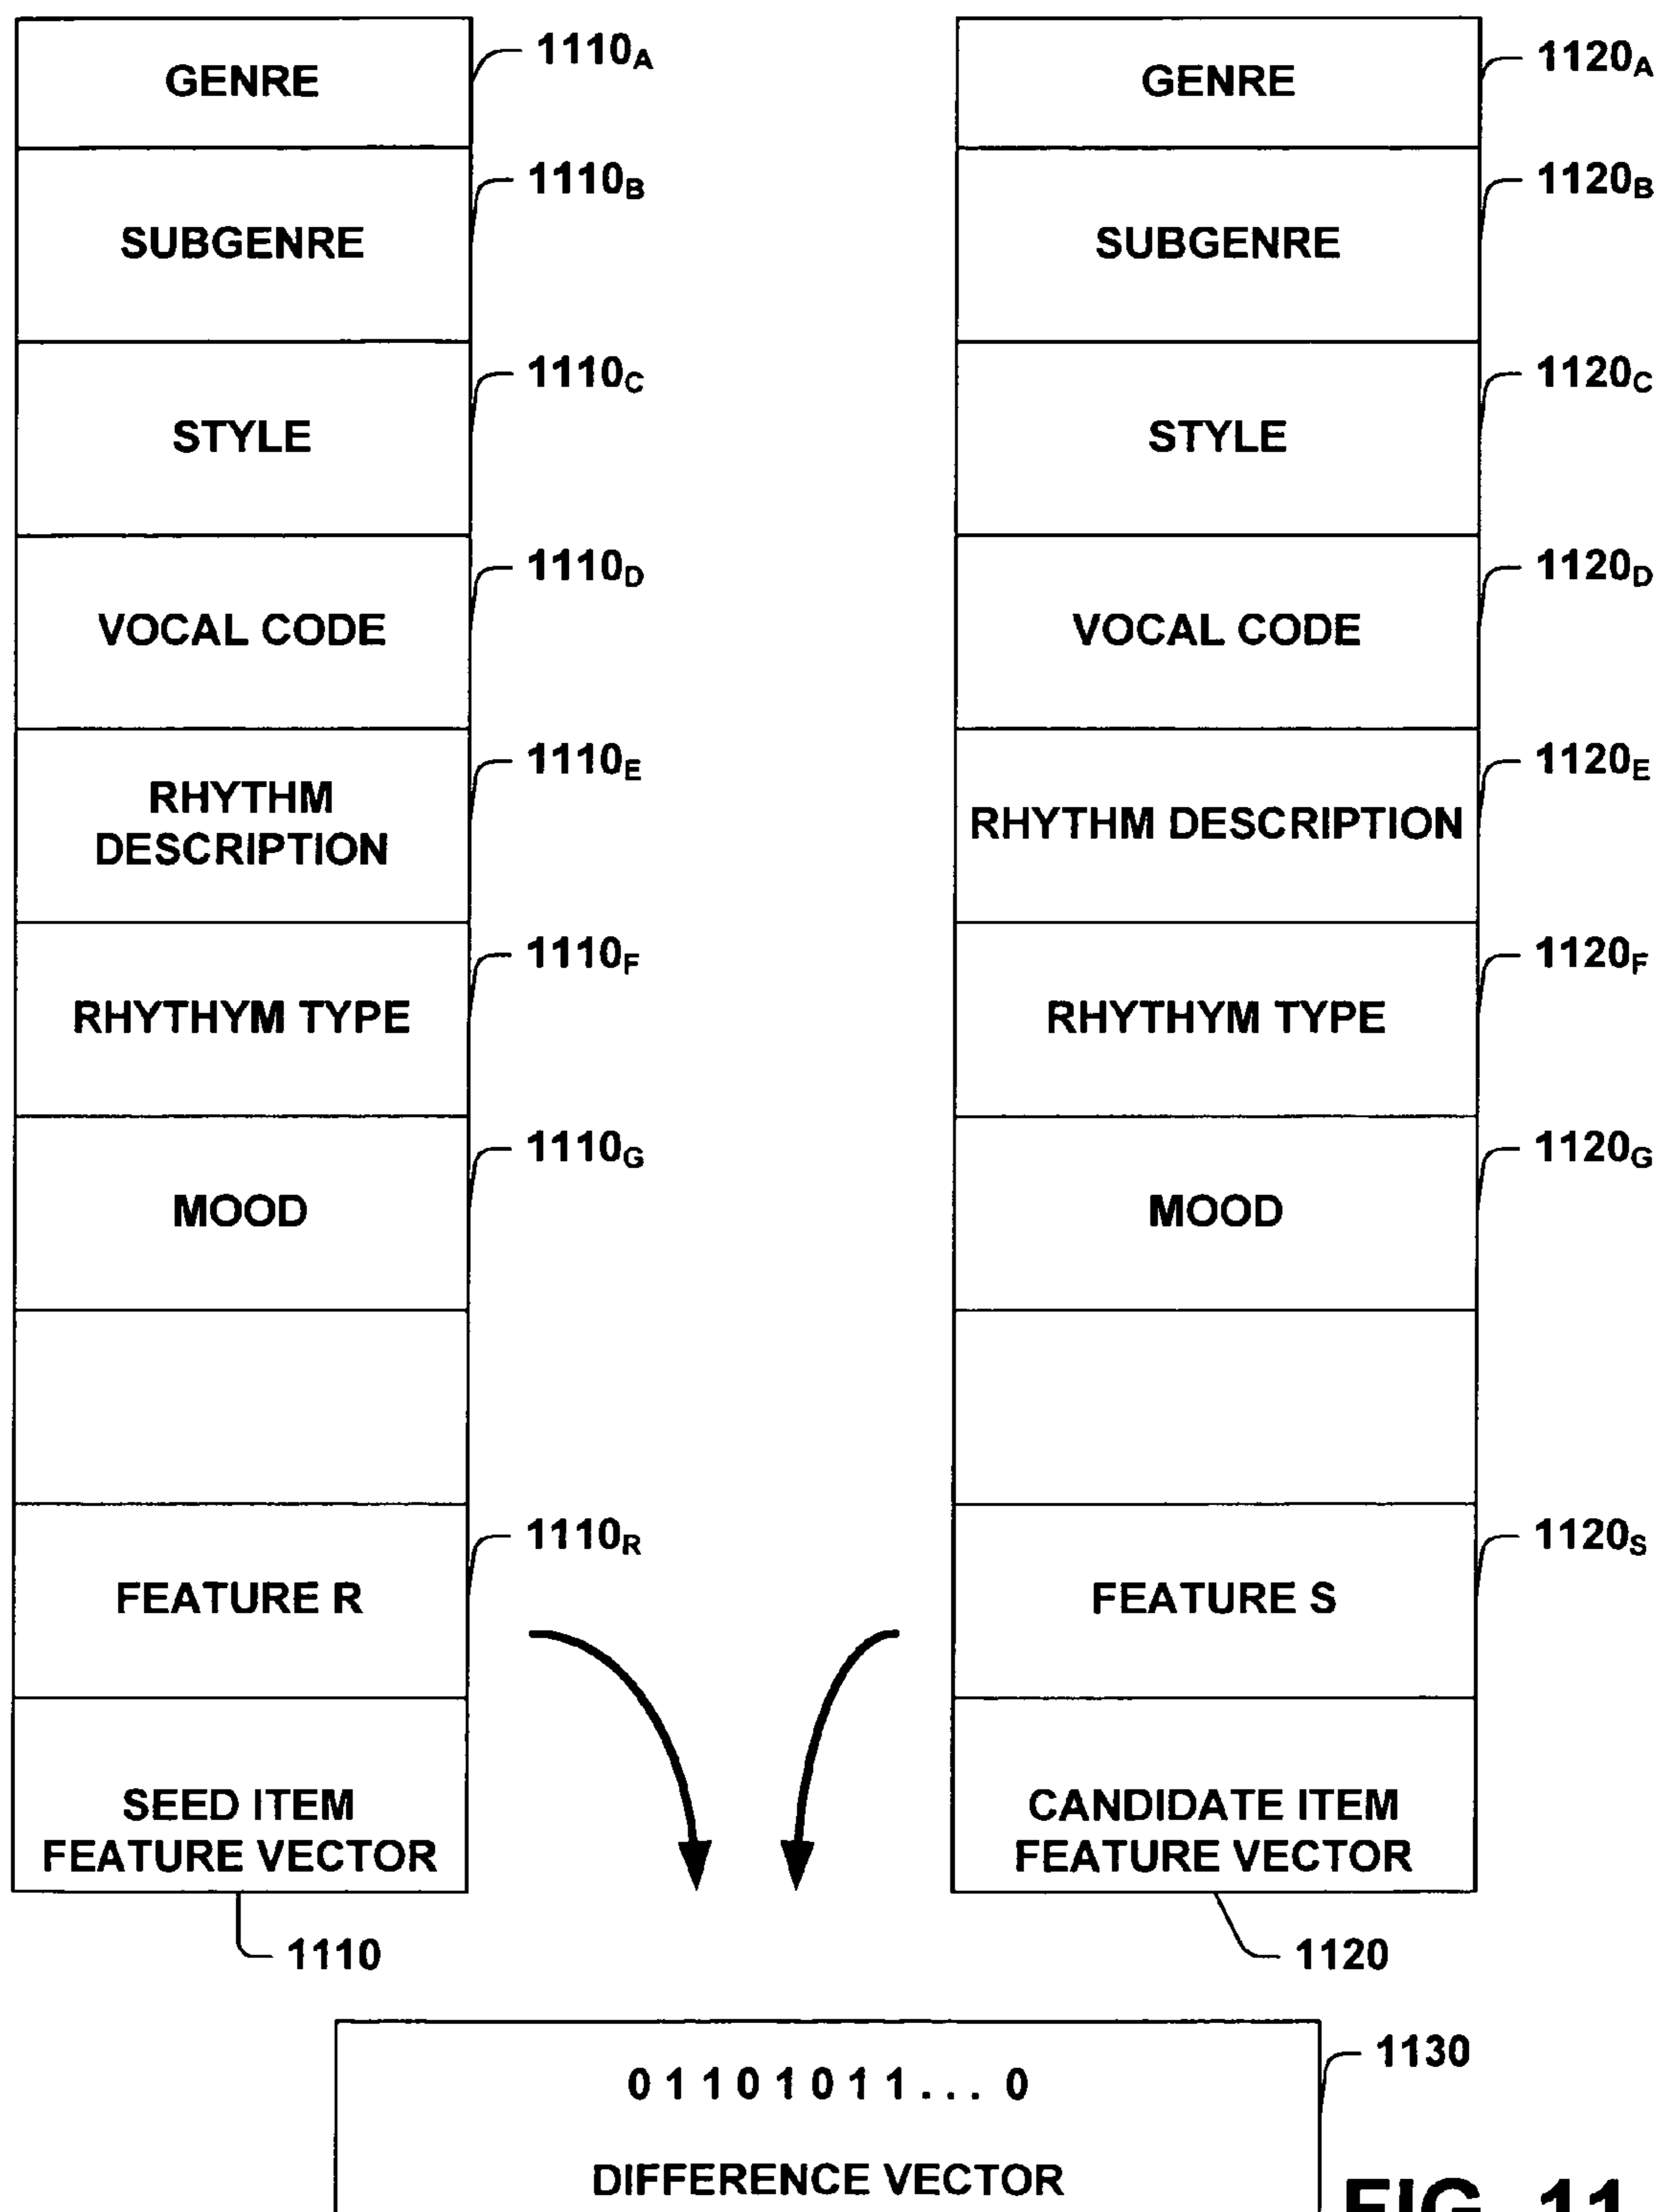 GENRE
1110A
SUBGENRE
1110B
STYLE
1110C
VOCAL CODE
1110D
RHYTHM
DESCRIPTION
1110E
RHYTHYM TYPE
1110F
MOOD
1110G
FEATURE R
1110R
SEED ITEM
FEATURE VECTOR
1110
GENRE
1120A
SUBGENRE
1120B
STYLE
1120C
VOCAL CODE
1120D
RHYTHM DESCRIPTION
1120E
RHYTHYM TYPE
1120F
MOOD
1120G
FEATURE S
1120S
CANDIDATE ITEM
FEATURE VECTOR
1120
0 1 1 0 1 0 1 1 . . . 0
1130
DIFFERENCE VECTOR
FIG. 11